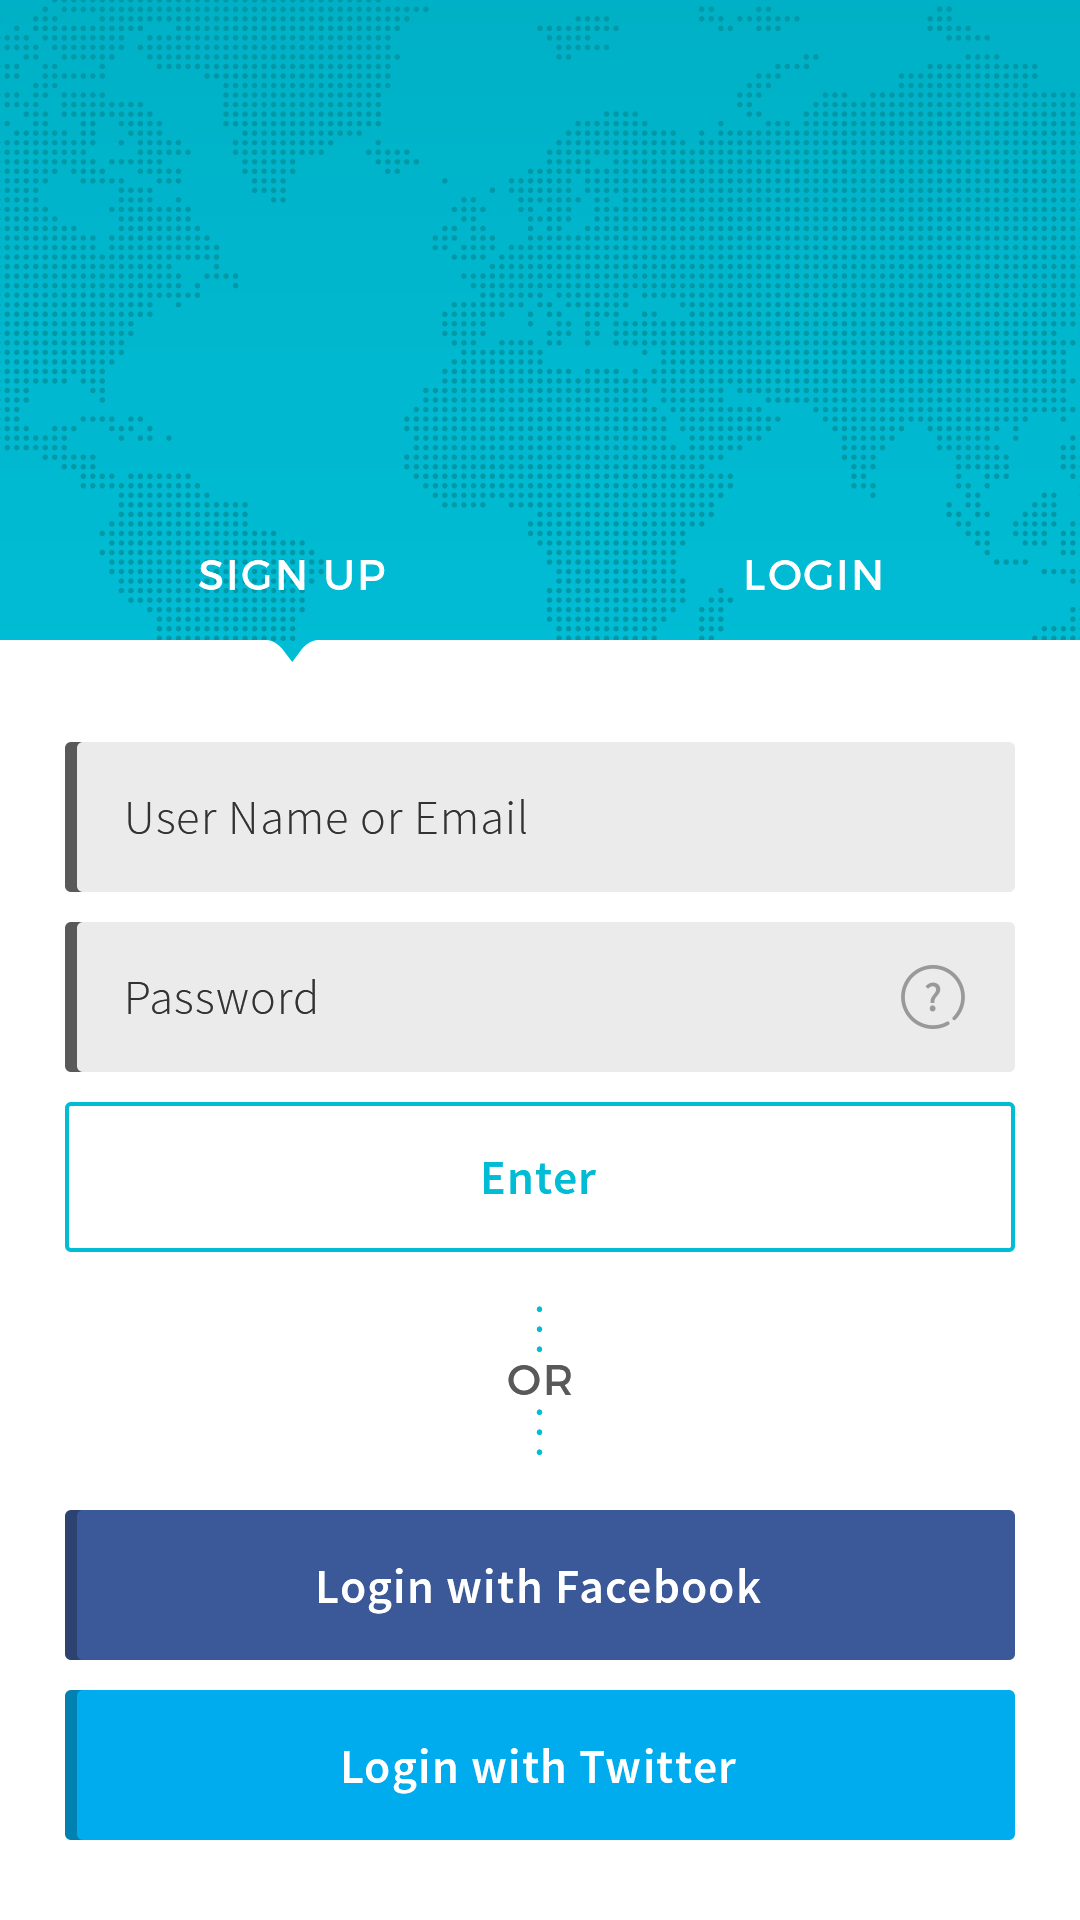 SIGN UP LOGIN
User Name or Email
Password ?
Enter
OR
Login with Facebook
Login with Twitter